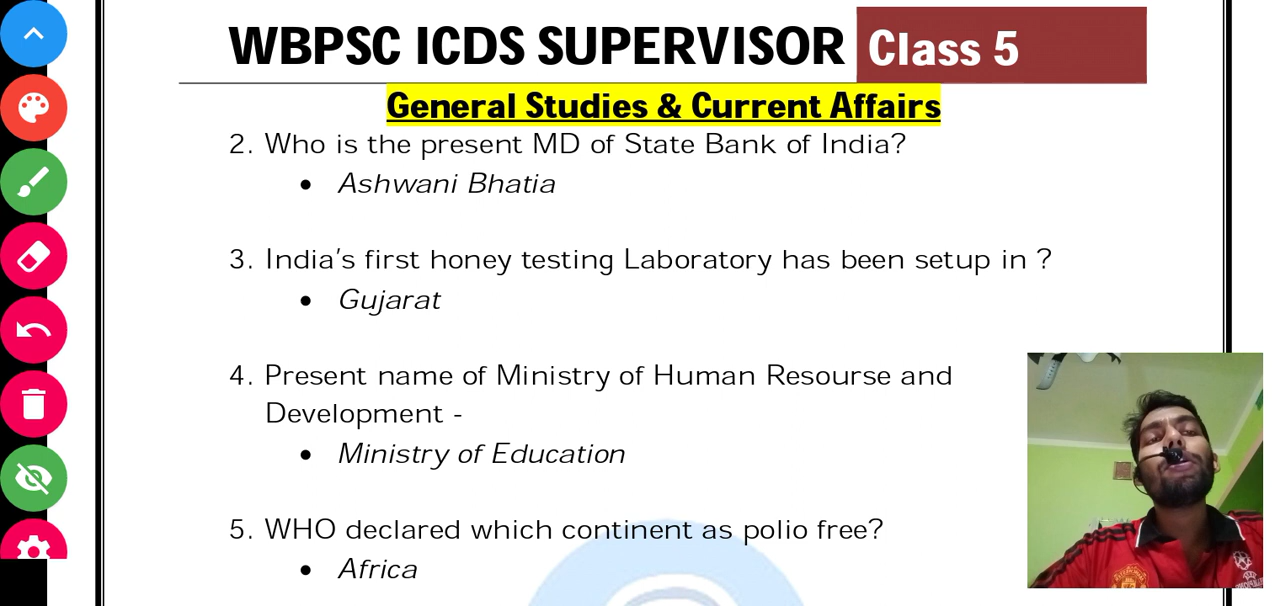 WBPSC ICDS SUPERVISOR Class 5
General Studies & Current Affairs
2. Who is the present MD of State Bank of India?
• Ashwani Bhatia
3. India's first honey testing Laboratory has been setup in ?
• Gujarat
4. Present name of Ministry of Human Resourse and
Development -
• Ministry of Education
5. WHO declared which continent as polio free?
• Africa